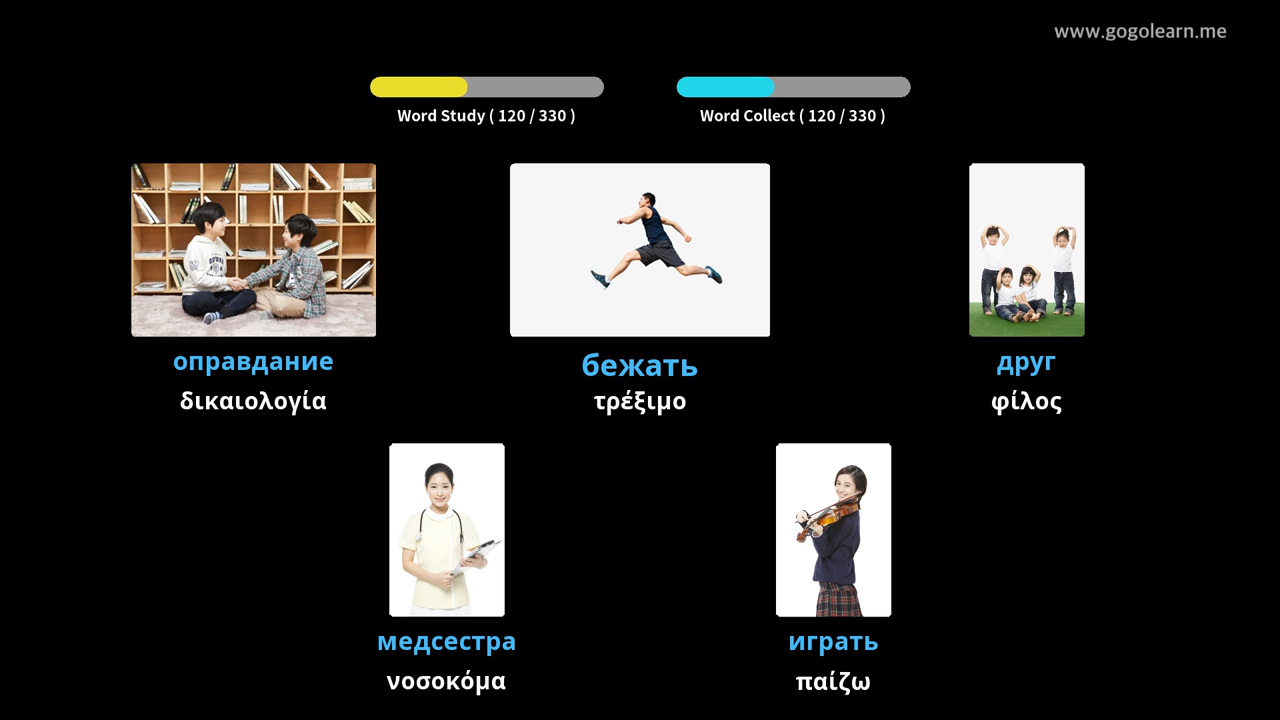 www.gogolearn.me
Word Study ( 120 / 330 )
Word Collect ( 120 / 330 )
оправдание
δικαιολογία
бежать
τρέξιμο
друг
φίλος
медсестра
νοσοκόμα
играть
παίζω